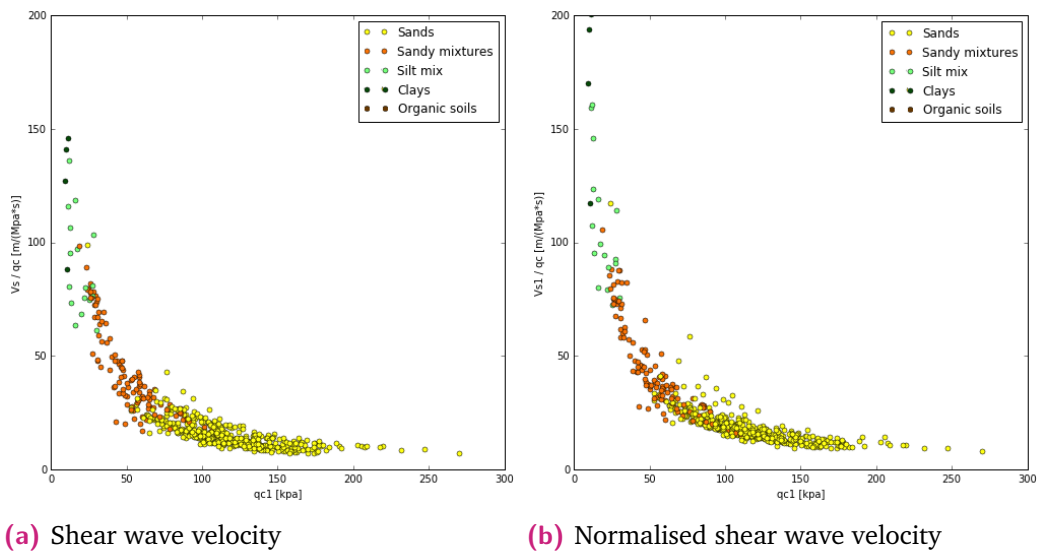 200
150
100
50
0
Vs / qc [m/(Mpa*s)]
0 50 100 150 200 250 300
qc1 [kpa]
Sands
Sandy mixtures
Silt mix
Clays
Organic soils
(a) Shear wave velocity
200
150
100
50
0
Vs1 / qc [m/(Mpa*s)]
0 50 100 150 200 250 300
qc1 [kpa]
Sands
Sandy mixtures
Silt mix
Clays
Organic soils
(b) Normalised shear wave velocity